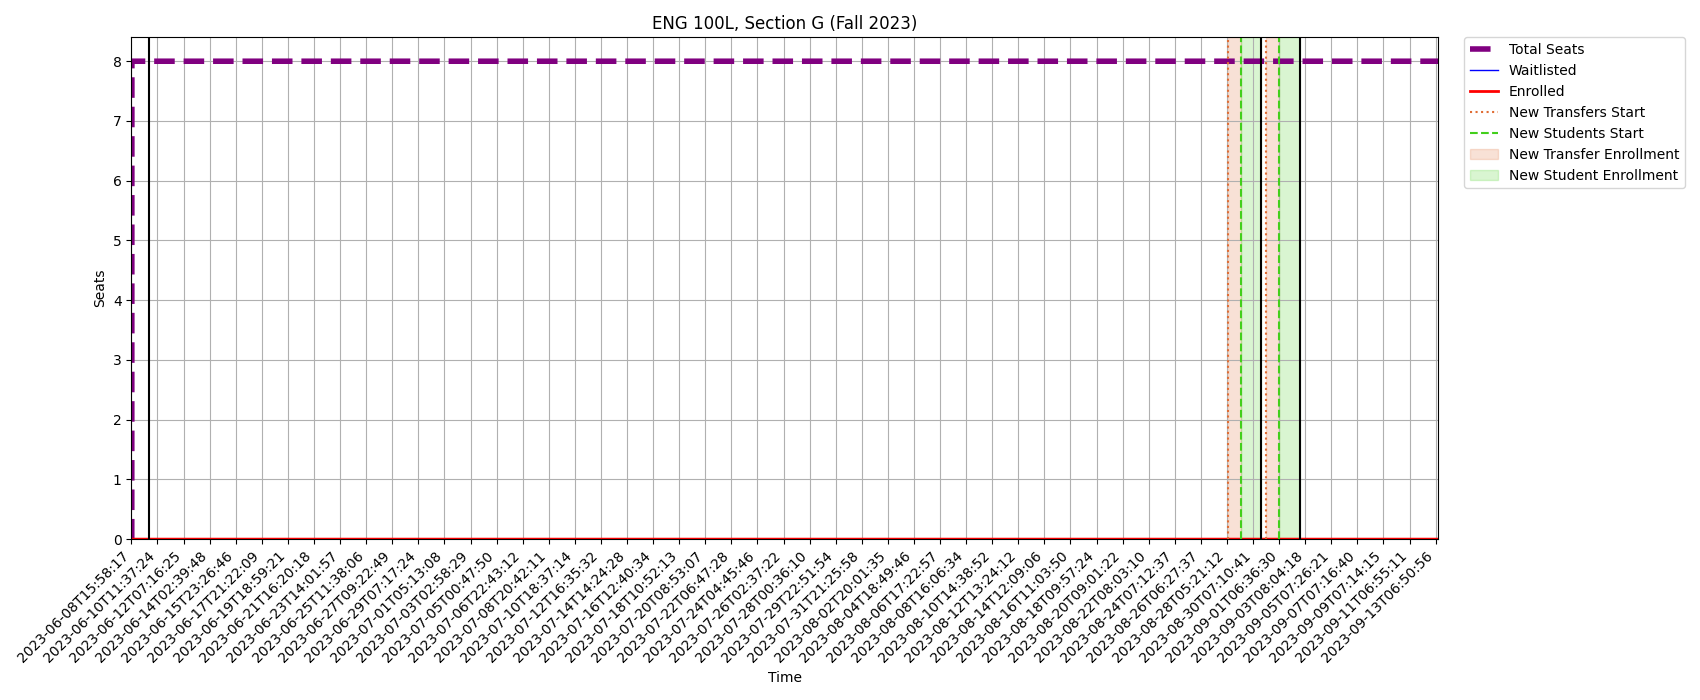 ENG 100L, Section G (Fall 2023)
Total Seats
Waitlisted
Enrolled
New Transfers Start
New Students Start
New Transfer Enrollment
New Student Enrollment
Seats
8
7
6
5
4
3
2
1
0
2023-06-08T15:58:17
2023-06-10T11:37:24
2023-06-12T07:16:25
2023-06-14T02:39:48
2023-06-15T23:26:46
2023-06-17T21:22:09
2023-06-19T18:59:21
2023-06-21T16:20:18
2023-06-23T14:01:57
2023-06-25T11:38:06
2023-06-27T09:22:49
2023-06-29T07:17:24
2023-07-01T05:13:08
2023-07-03T02:58:29
2023-07-05T00:47:50
2023-07-06T22:43:12
2023-07-08T20:42:11
2023-07-10T18:37:14
2023-07-12T16:35:32
2023-07-14T14:24:28
2023-07-16T12:40:34
2023-07-18T10:52:13
2023-07-20T08:53:07
2023-07-22T06:47:28
2023-07-24T04:45:46
2023-07-26T02:37:22
2023-07-28T00:36:10
2023-07-29T22:51:54
2023-07-31T21:25:58
2023-08-02T20:01:35
2023-08-04T18:49:46
2023-08-06T17:22:57
2023-08-08T16:06:34
2023-08-10T14:38:52
2023-08-12T13:24:12
2023-08-14T12:09:06
2023-08-16T11:03:50
2023-08-18T09:57:24
2023-08-20T09:01:22
2023-08-22T08:03:10
2023-08-24T07:12:37
2023-08-26T06:27:37
2023-08-28T05:21:12
2023-08-30T07:10:41
2023-09-01T06:36:30
2023-09-03T08:04:18
2023-09-05T07:26:21
2023-09-07T07:16:40
2023-09-09T07:14:15
2023-09-11T06:55:11
2023-09-13T06:50:56
Time